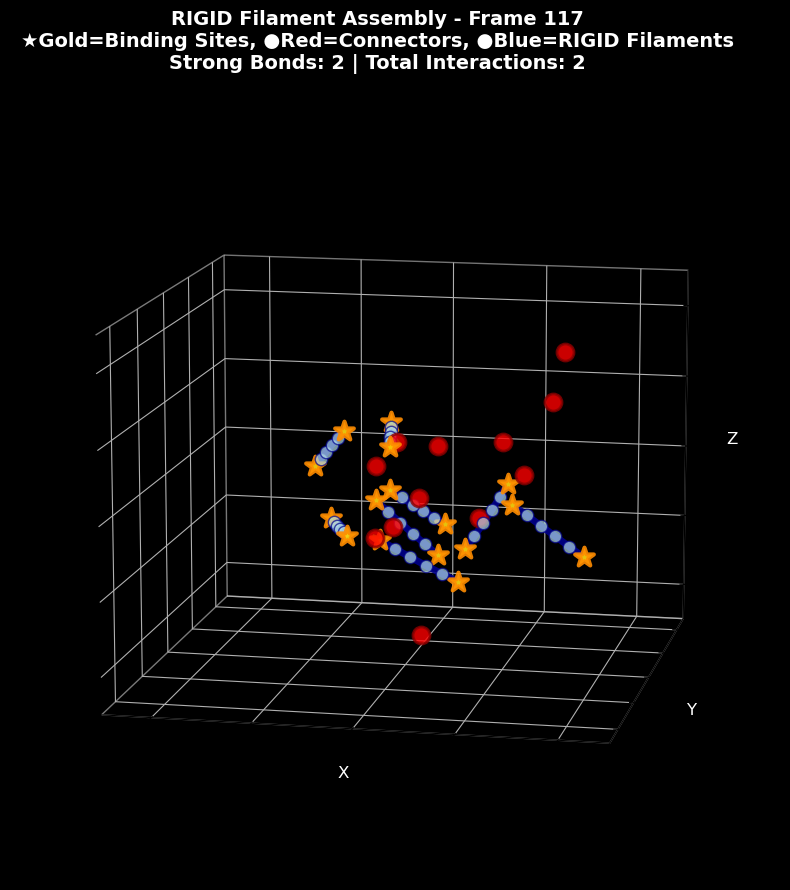 RIGID Filament Assembly - Frame 117
★Gold=Binding Sites, ●Red=Connectors, ●Blue=RIGID Filaments
Strong Bonds: 2 | Total Interactions: 2
Z
Y
X